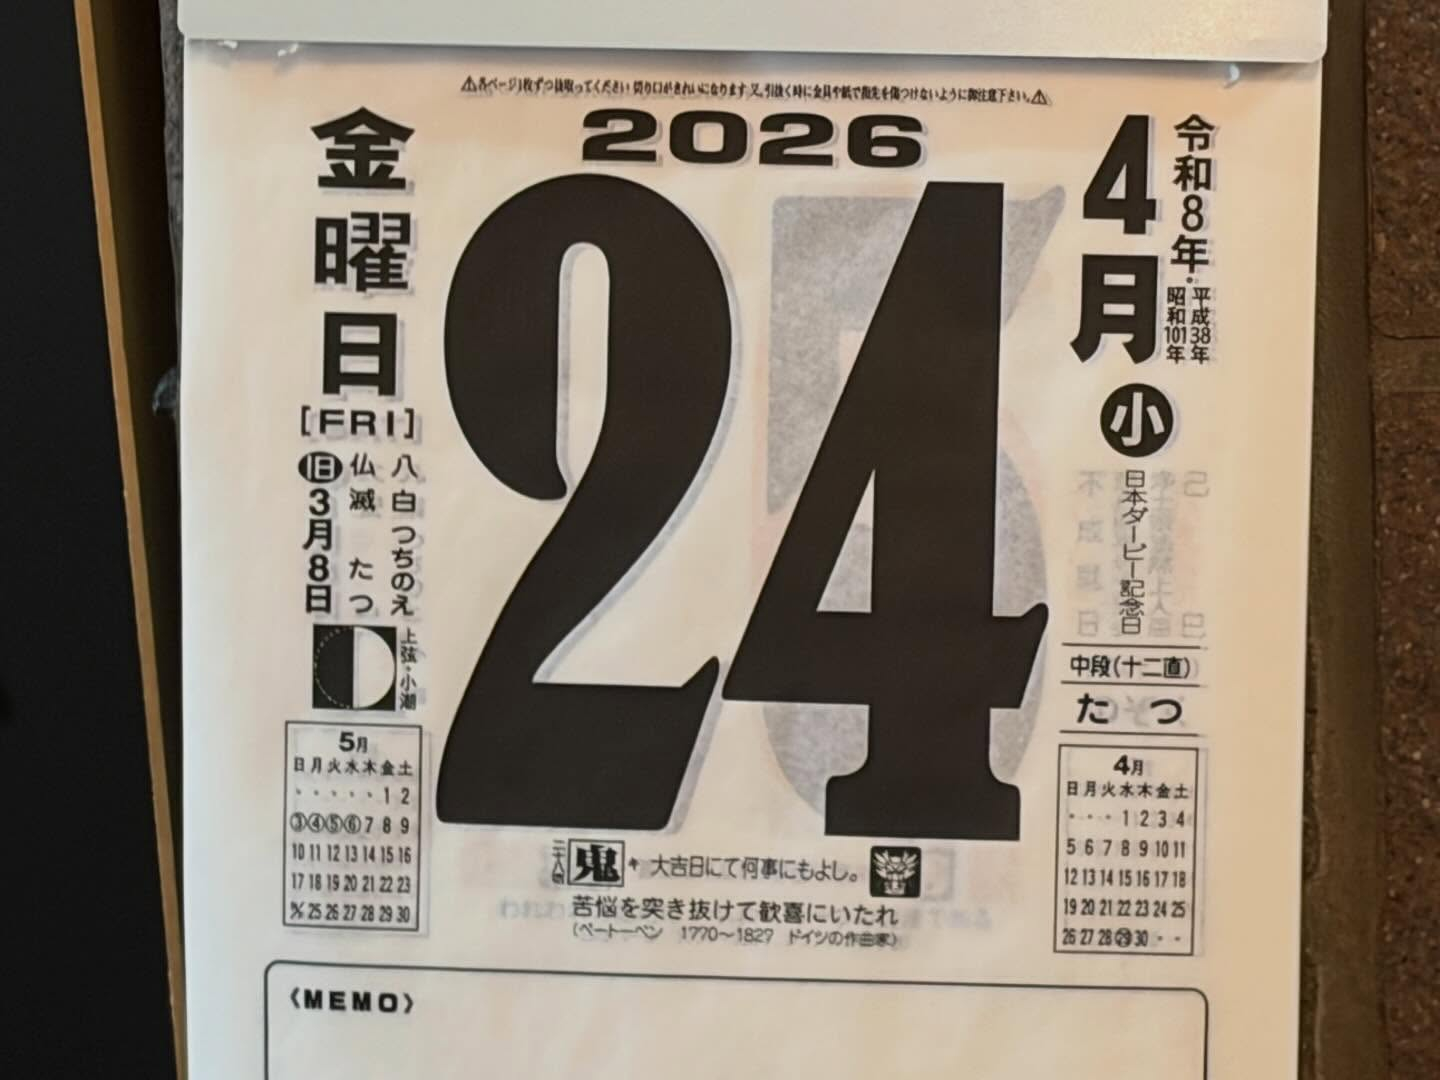 ⚠各ページ1枚ずつ抜取ってください 切り口がきれいになります 又、引抜く時に金具や紙で指先を傷つけないように御注意下さい。⚠
2026
令和8年・平成38年
昭和101年
4月
小
日本ダービー記念日
中段(十二直)
たつ
24
金曜日
[FRI]
八白つちのえ
仏滅 たつ
旧3月8日
上弦・小潮
5月
日月火水木金土
・・・・・1 2
③④⑤⑥7 8 9
10 11 12 13 14 15 16
17 18 19 20 21 22 23
24/31 25 26 27 28 29 30
4月
日月火水木金土
・・・1 2 3 4
5 6 7 8 9 10 11
12 13 14 15 16 17 18
19 20 21 22 23 24 25
26 27 28 ㉙ 30 ・・
二十八宿 鬼 キ 大吉日にて何事にもよし。
苦悩を突き抜けて歓喜にいたれ
(ベートーベン 1770〜1827 ドイツの作曲家)
《MEMO》